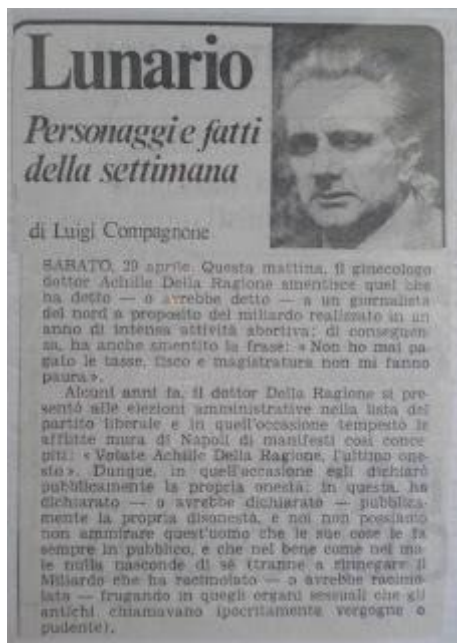 Lunario
Personaggi e fatti
della settimana
di Luigi Compagnone
SABATO, 29 aprile. Questa mattina, il ginecologo
dottor Achille Della Ragione smentisce quel che
ha detto — o avrebbe detto — a un giornalista
del nord a proposito del miliardo realizzato in un
anno di intensa attività abortiva; di conseguen-
sa, ha anche smentito la frase: « Non ho mai pa-
gato le tasse, fisco e magistratura non mi fanno
paura ».
Alcuni anni fa, il dottor Della Ragione si pre-
sentò alle elezioni amministrative nella lista del
partito liberale e in quell'occasione tempestò le
afflitte mura di Napoli di manifesti così conce-
piti: « Votate Achille Della Ragione, l'ultimo one-
sto ». Dunque, in quell'occasione egli dichiarò
pubblicamente la propria onestà; in questa, ha
dichiarato — o avrebbe dichiarato — pubblica-
mente la propria disonestà, e noi non possiamo
non ammirare quest'uomo che le sue cose le fa
sempre in pubblico, e che nel bene come nel ma-
le nulla nasconde di sé (tranne a rinnegare il
Miliardo che ha racimolato — o avrebbe racimo-
lato — frugando in quegli organi sessuali che gli
antichi chiamavano ipocritamente vergogne o
pudente).